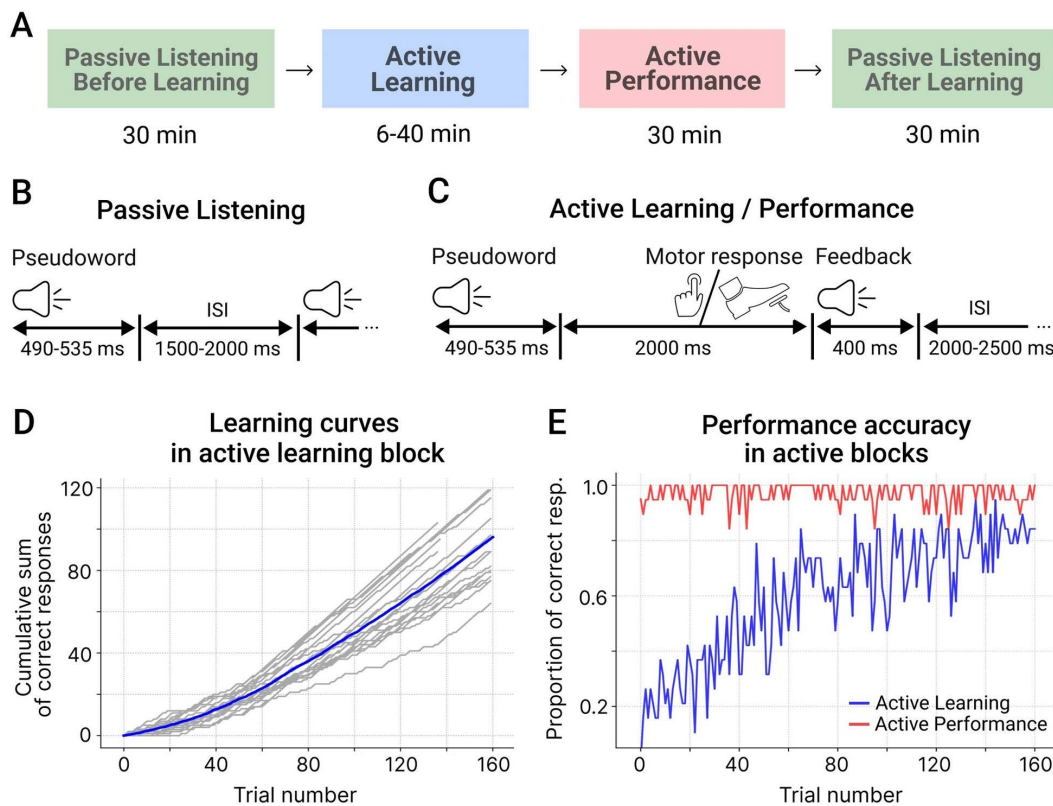 A
Passive Listening
Before Learning
→
Active
Learning
→
Active
Performance
→
Passive Listening
After Learning
30 min
6-40 min
30 min
30 min
B
Passive Listening
Pseudoword
ISI
490-535 ms
1500-2000 ms
...
C
Active Learning / Performance
Pseudoword
Motor response
Feedback
ISI
490-535 ms
2000 ms
400 ms
2000-2500 ms
...
D
Learning curves
in active learning block
Cumulative sum
of correct responses
120
80
40
0
0
40
80
120
160
Trial number
E
Performance accuracy
in active blocks
Proportion of correct resp.
1.0
0.6
0.2
Active Learning
Active Performance
0
40
80
120
160
Trial number